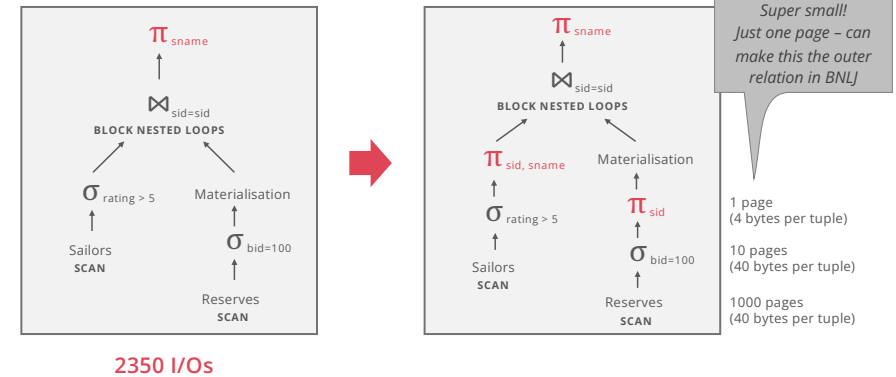 π sname
⋈ sid=sid
BLOCK NESTED LOOPS
σ rating > 5
Materialisation
Sailors
SCAN
σ bid=100
Reserves
SCAN
2350 I/Os
π sname
⋈ sid=sid
BLOCK NESTED LOOPS
π sid, sname
Materialisation
σ rating > 5
π sid
Sailors
SCAN
σ bid=100
Reserves
SCAN
Super small!
Just one page – can
make this the outer
relation in BNLJ
1 page
(4 bytes per tuple)
10 pages
(40 bytes per tuple)
1000 pages
(40 bytes per tuple)